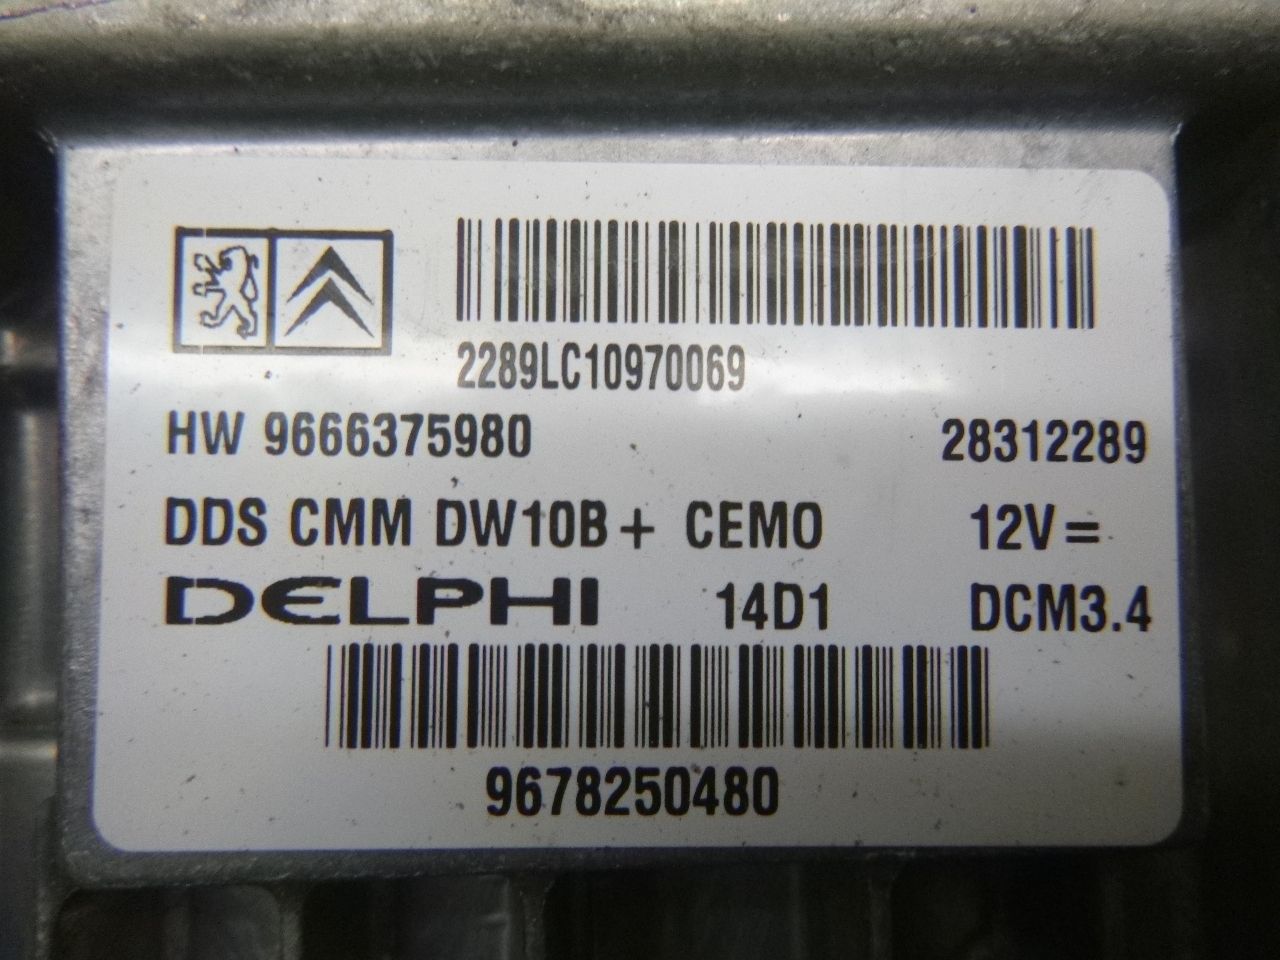 2289LC10970069
HW 9666375980 28312289
DDS CMM DW10B+ CEMO 12V=
DELPHI 14D1 DCM3.4
9678250480